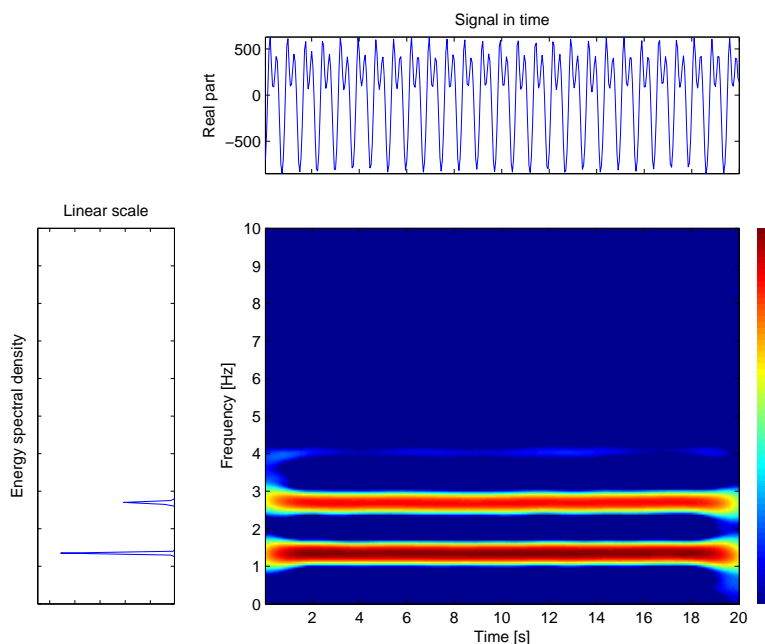 Signal in time
Real part
500
0
−500
Linear scale
Energy spectral density
Frequency [Hz]
10
9
8
7
6
5
4
3
2
1
0
2 4 6 8 10 12 14 16 18 20
Time [s]